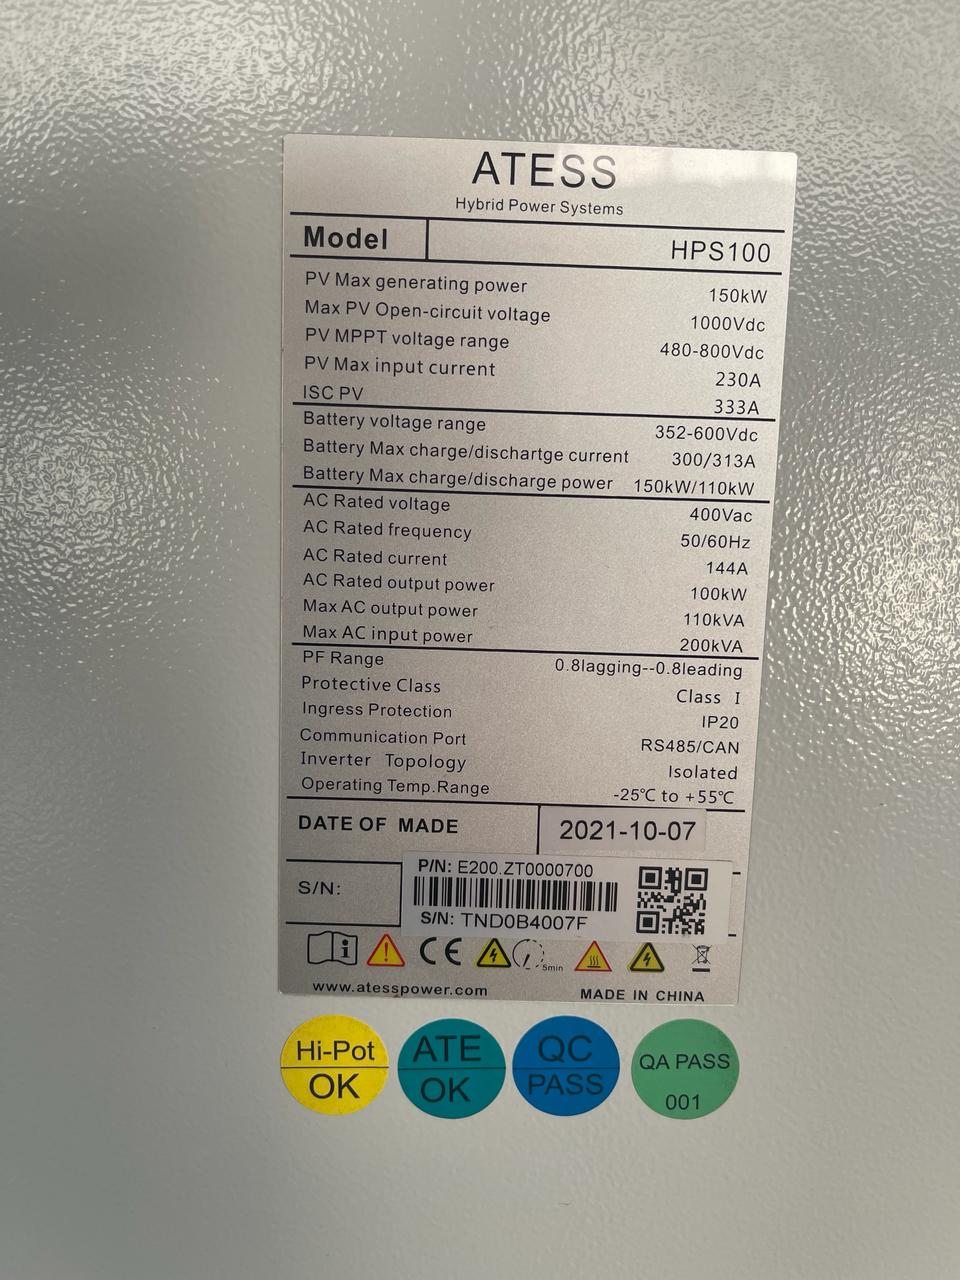 ATESS
Hybrid Power Systems
Model HPS100
PV Max generating power 150kW
Max PV Open-circuit voltage 1000Vdc
PV MPPT voltage range 480-800Vdc
PV Max input current 230A
ISC PV 333A
Battery voltage range 352-600Vdc
Battery Max charge/dischartge current 300/313A
Battery Max charge/discharge power 150kW/110kW
AC Rated voltage 400Vac
AC Rated frequency 50/60Hz
AC Rated current 144A
AC Rated output power 100kW
Max AC output power 110kVA
Max AC input power 200kVA
PF Range 0.8lagging--0.8leading
Protective Class Class I
Ingress Protection IP20
Communication Port RS485/CAN
Inverter Topology Isolated
Operating Temp.Range -25℃ to +55℃
DATE OF MADE 2021-10-07
P/N: E200.ZT0000700
S/N:
S/N: TND0B4007F
CE 5min
www.atesspower.com MADE IN CHINA
Hi-Pot OK
ATE OK
QC PASS
QA PASS 001